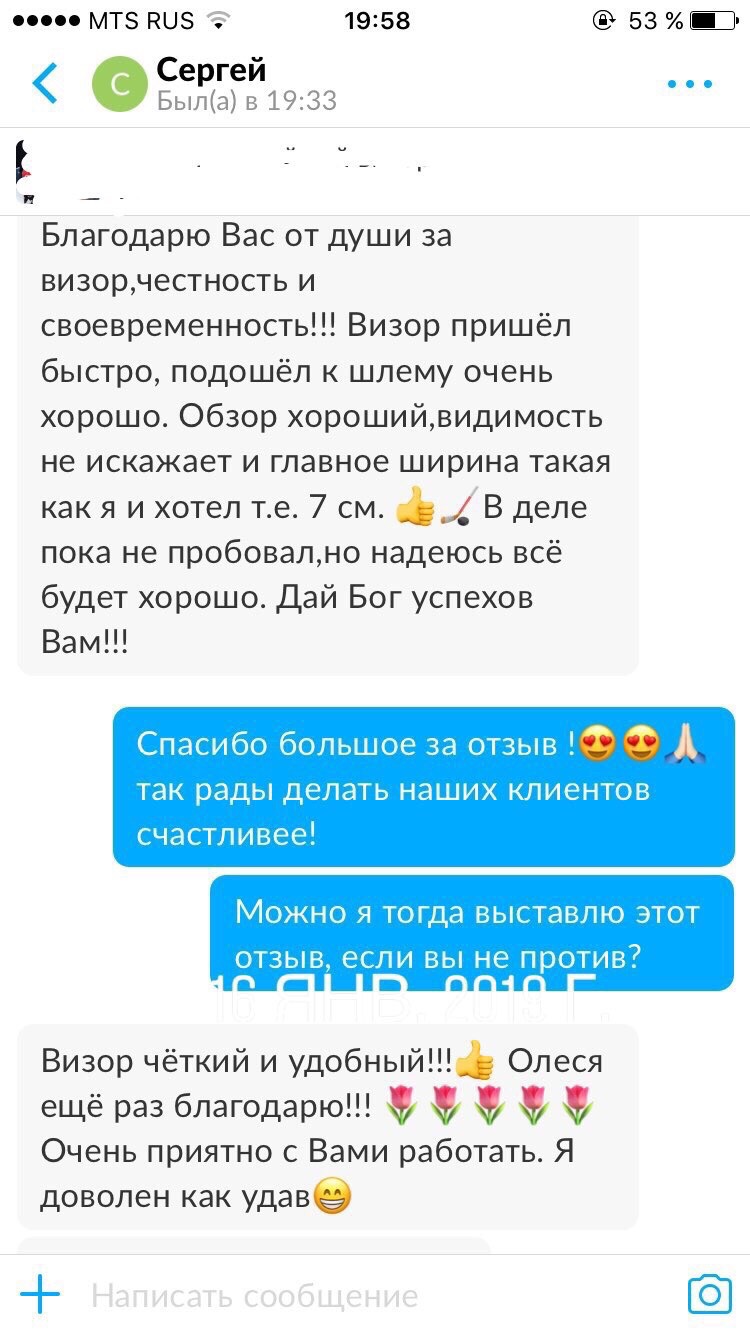 MTS RUS 19:58 53 %
С Сергей
Был(а) в 19:33
Благодарю Вас от души за
визор,честность и
своевременность!!! Визор пришёл
быстро, подошёл к шлему очень
хорошо. Обзор хороший,видимость
не искажает и главное ширина такая
как я и хотел т.е. 7 см. 👍🏒 В деле
пока не пробовал,но надеюсь всё
будет хорошо. Дай Бог успехов
Вам!!!
Спасибо большое за отзыв !😍😍🙏
так рады делать наших клиентов
счастливее!
Можно я тогда выставлю этот
отзыв, если вы не против?
16 ЯНВ. 2019 Г.
Визор чёткий и удобный!!!👍 Олеся
ещё раз благодарю!!! 🌷🌷🌷🌷🌷
Очень приятно с Вами работать. Я
доволен как удав😁
Написать сообщение